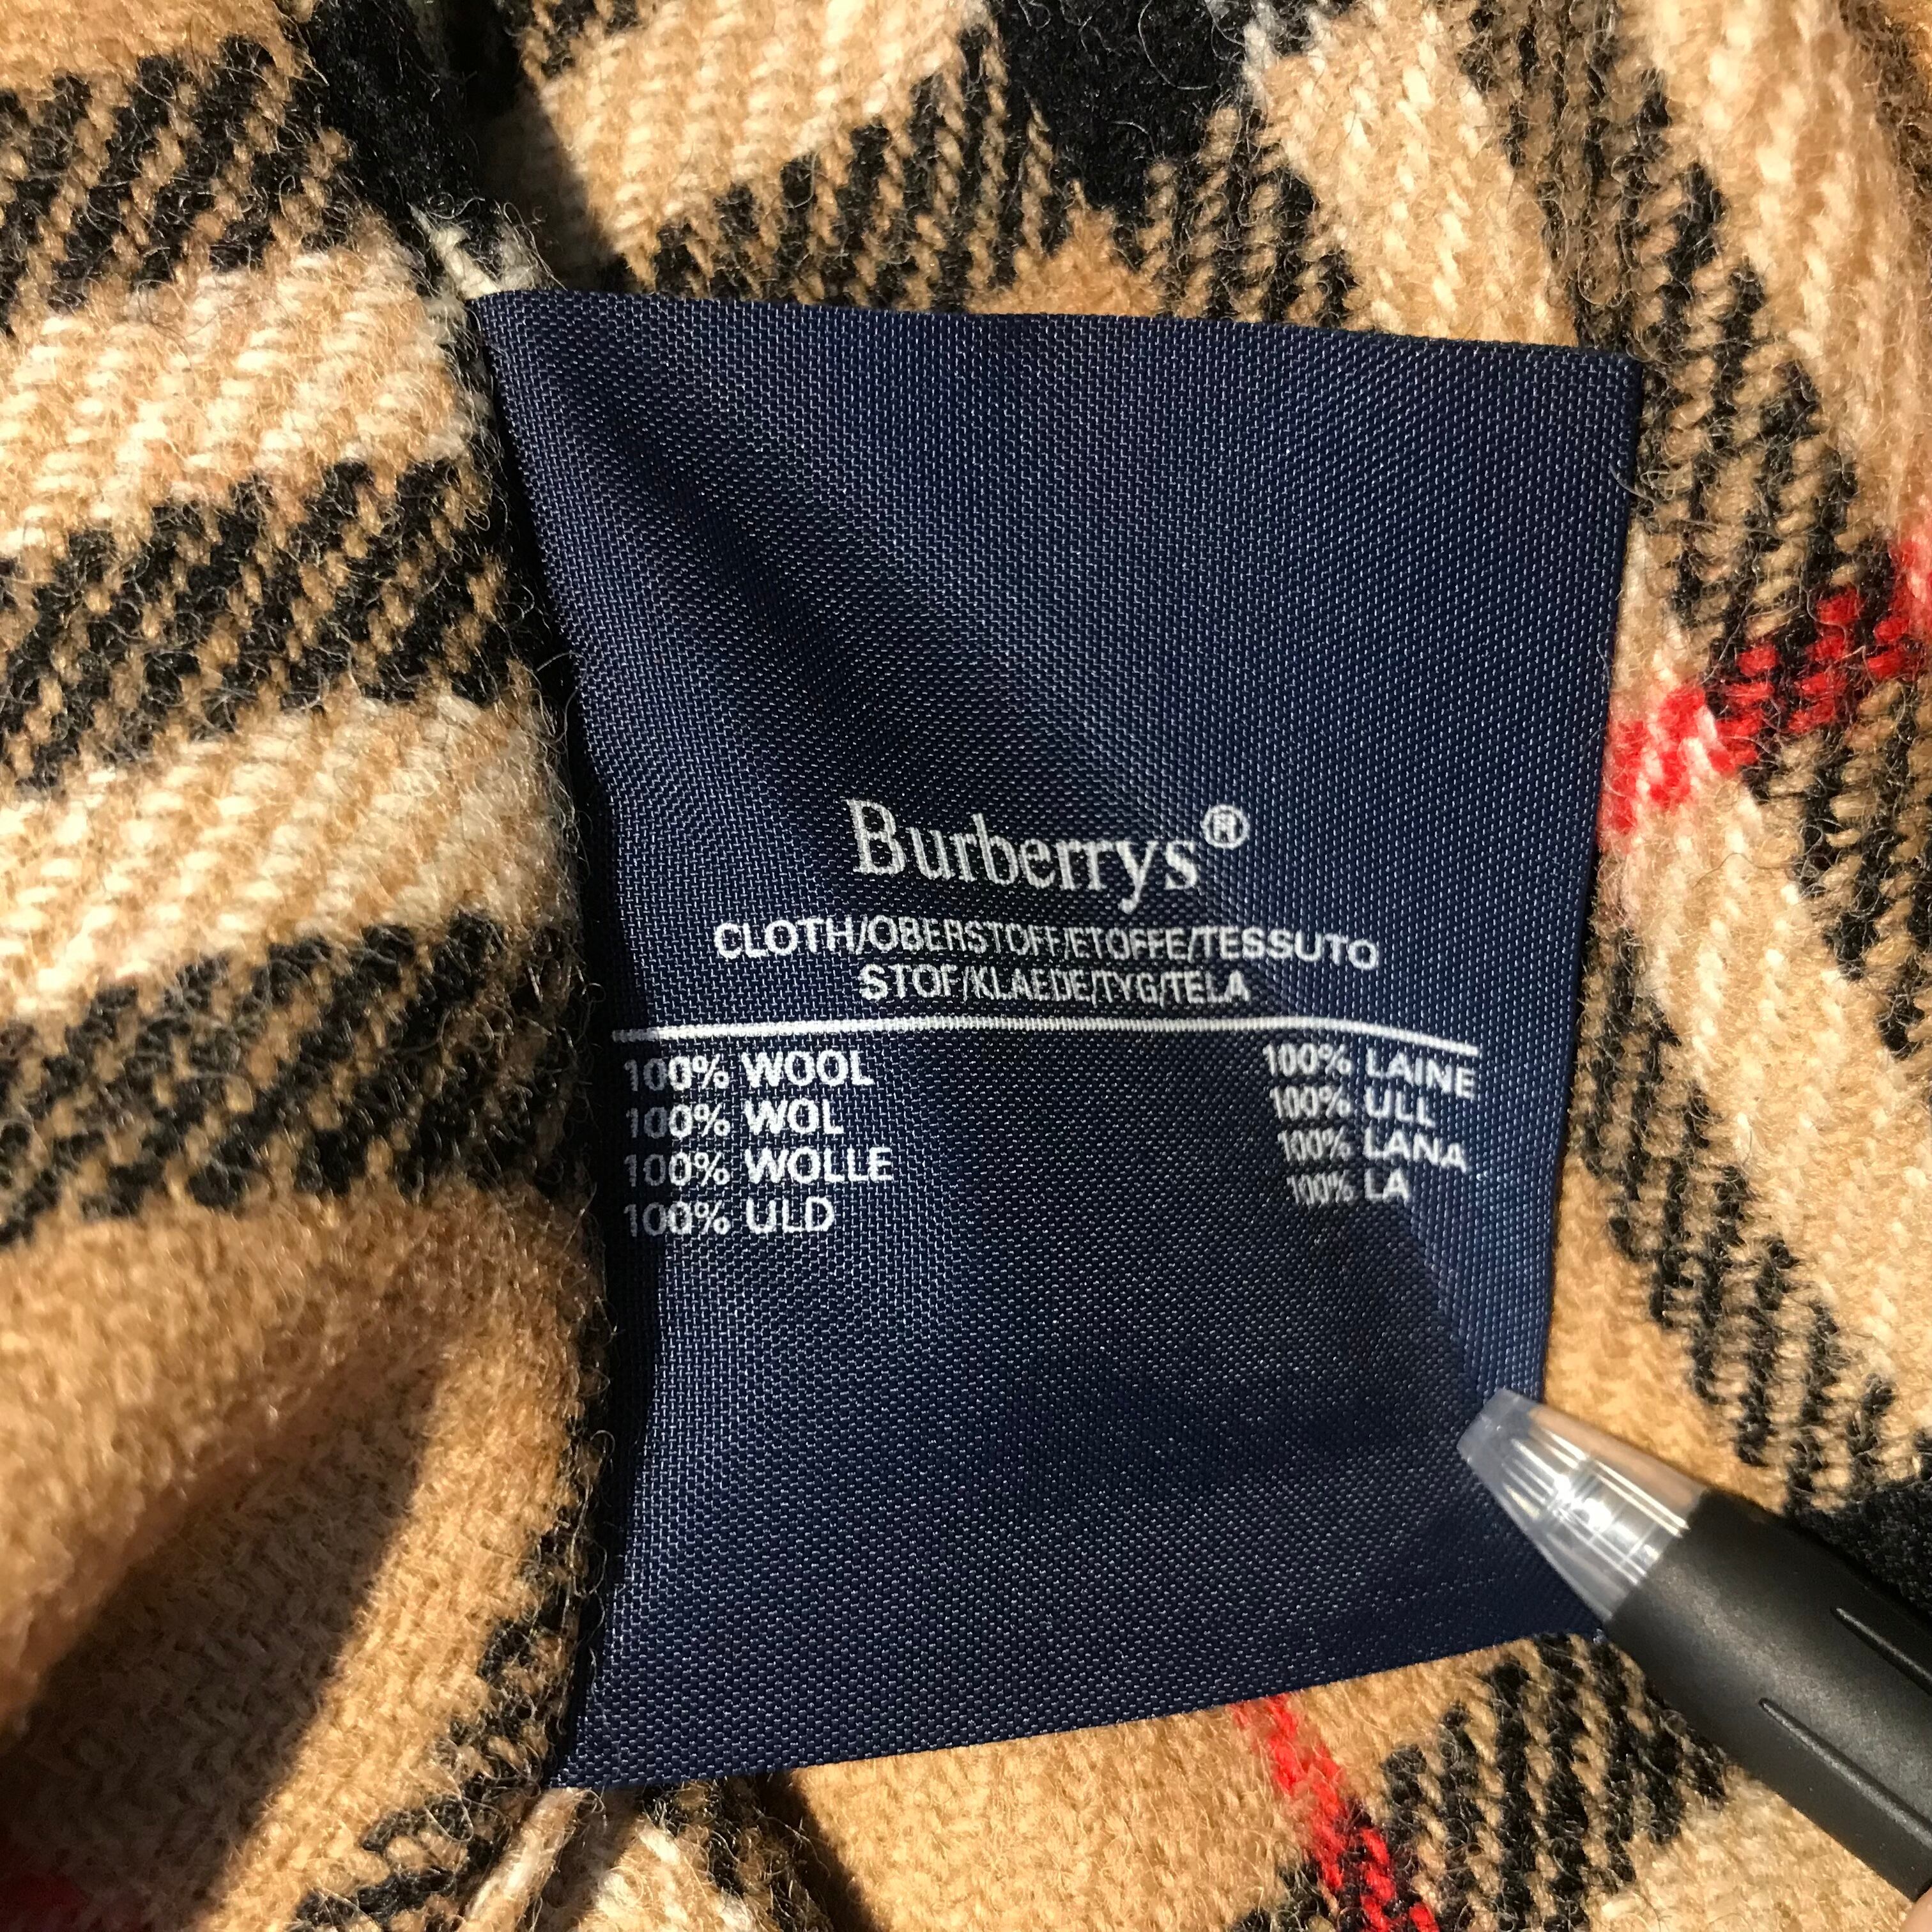 Burberrys®
CLOTH/OBERSTOFF/ETOFFE/TESSUTO
STOF/KLAEDE/TYG/TELA
100% WOOL
100% WOL
100% WOLLE
100% ULD
100% LAINE
100% ULL
100% LANA
100% LA